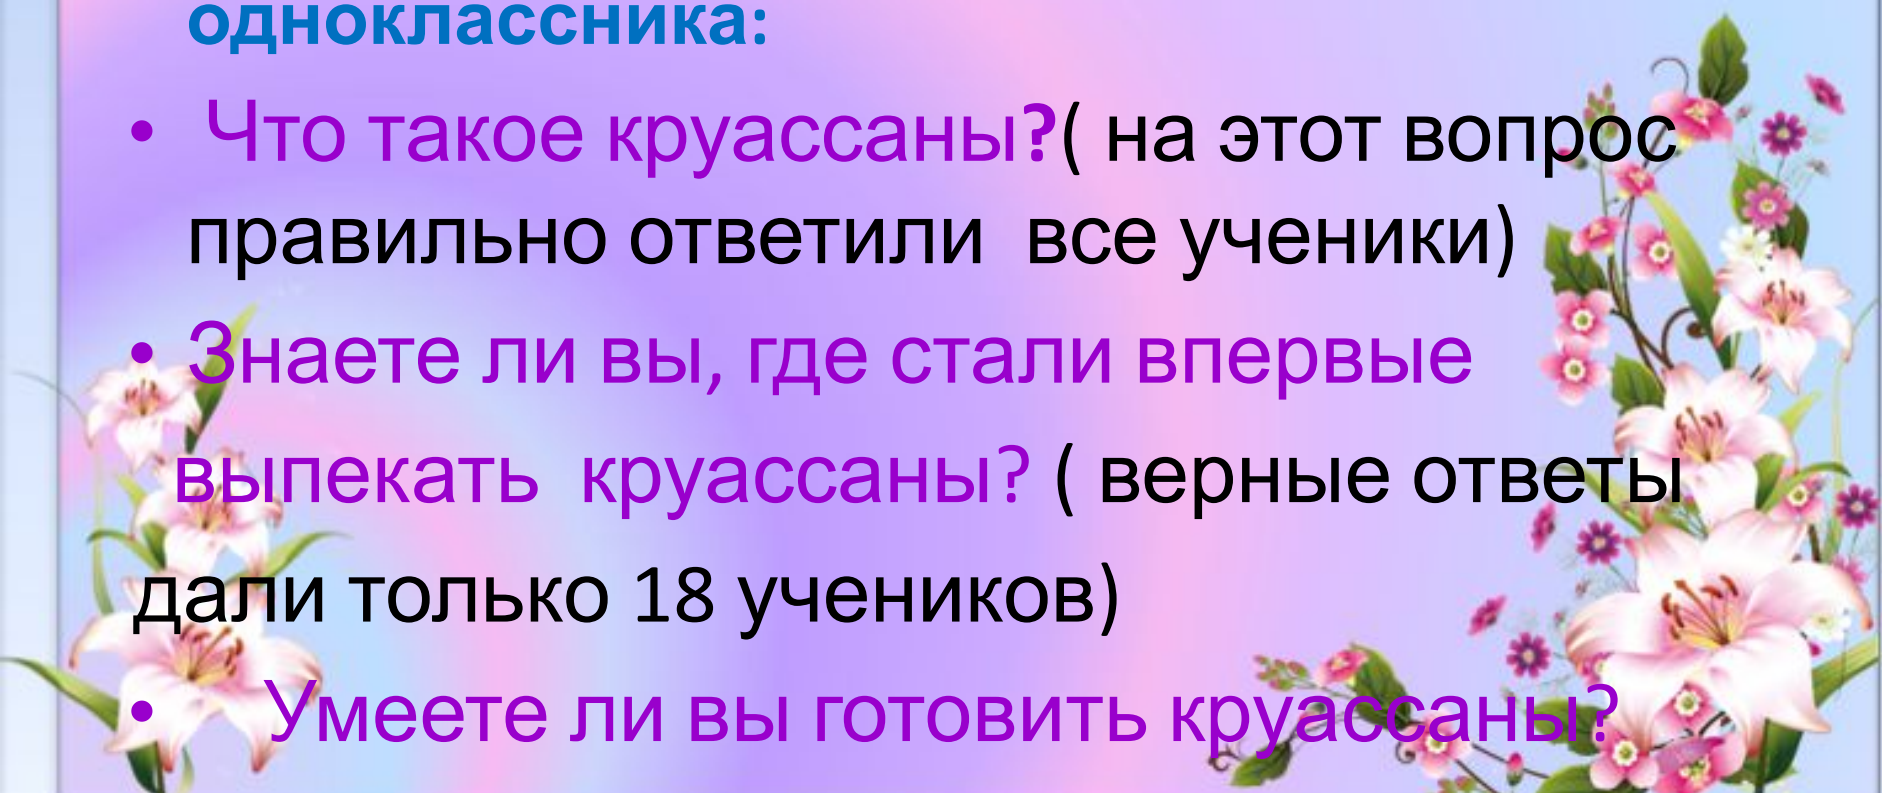 одноклассника:
• Что такое круассаны?( на этот вопрос
правильно ответили  все ученики)
• Знаете ли вы, где стали впервые
выпекать  круассаны? ( верные ответы
дали только 18 учеников)
•   Умеете ли вы готовить круассаны?